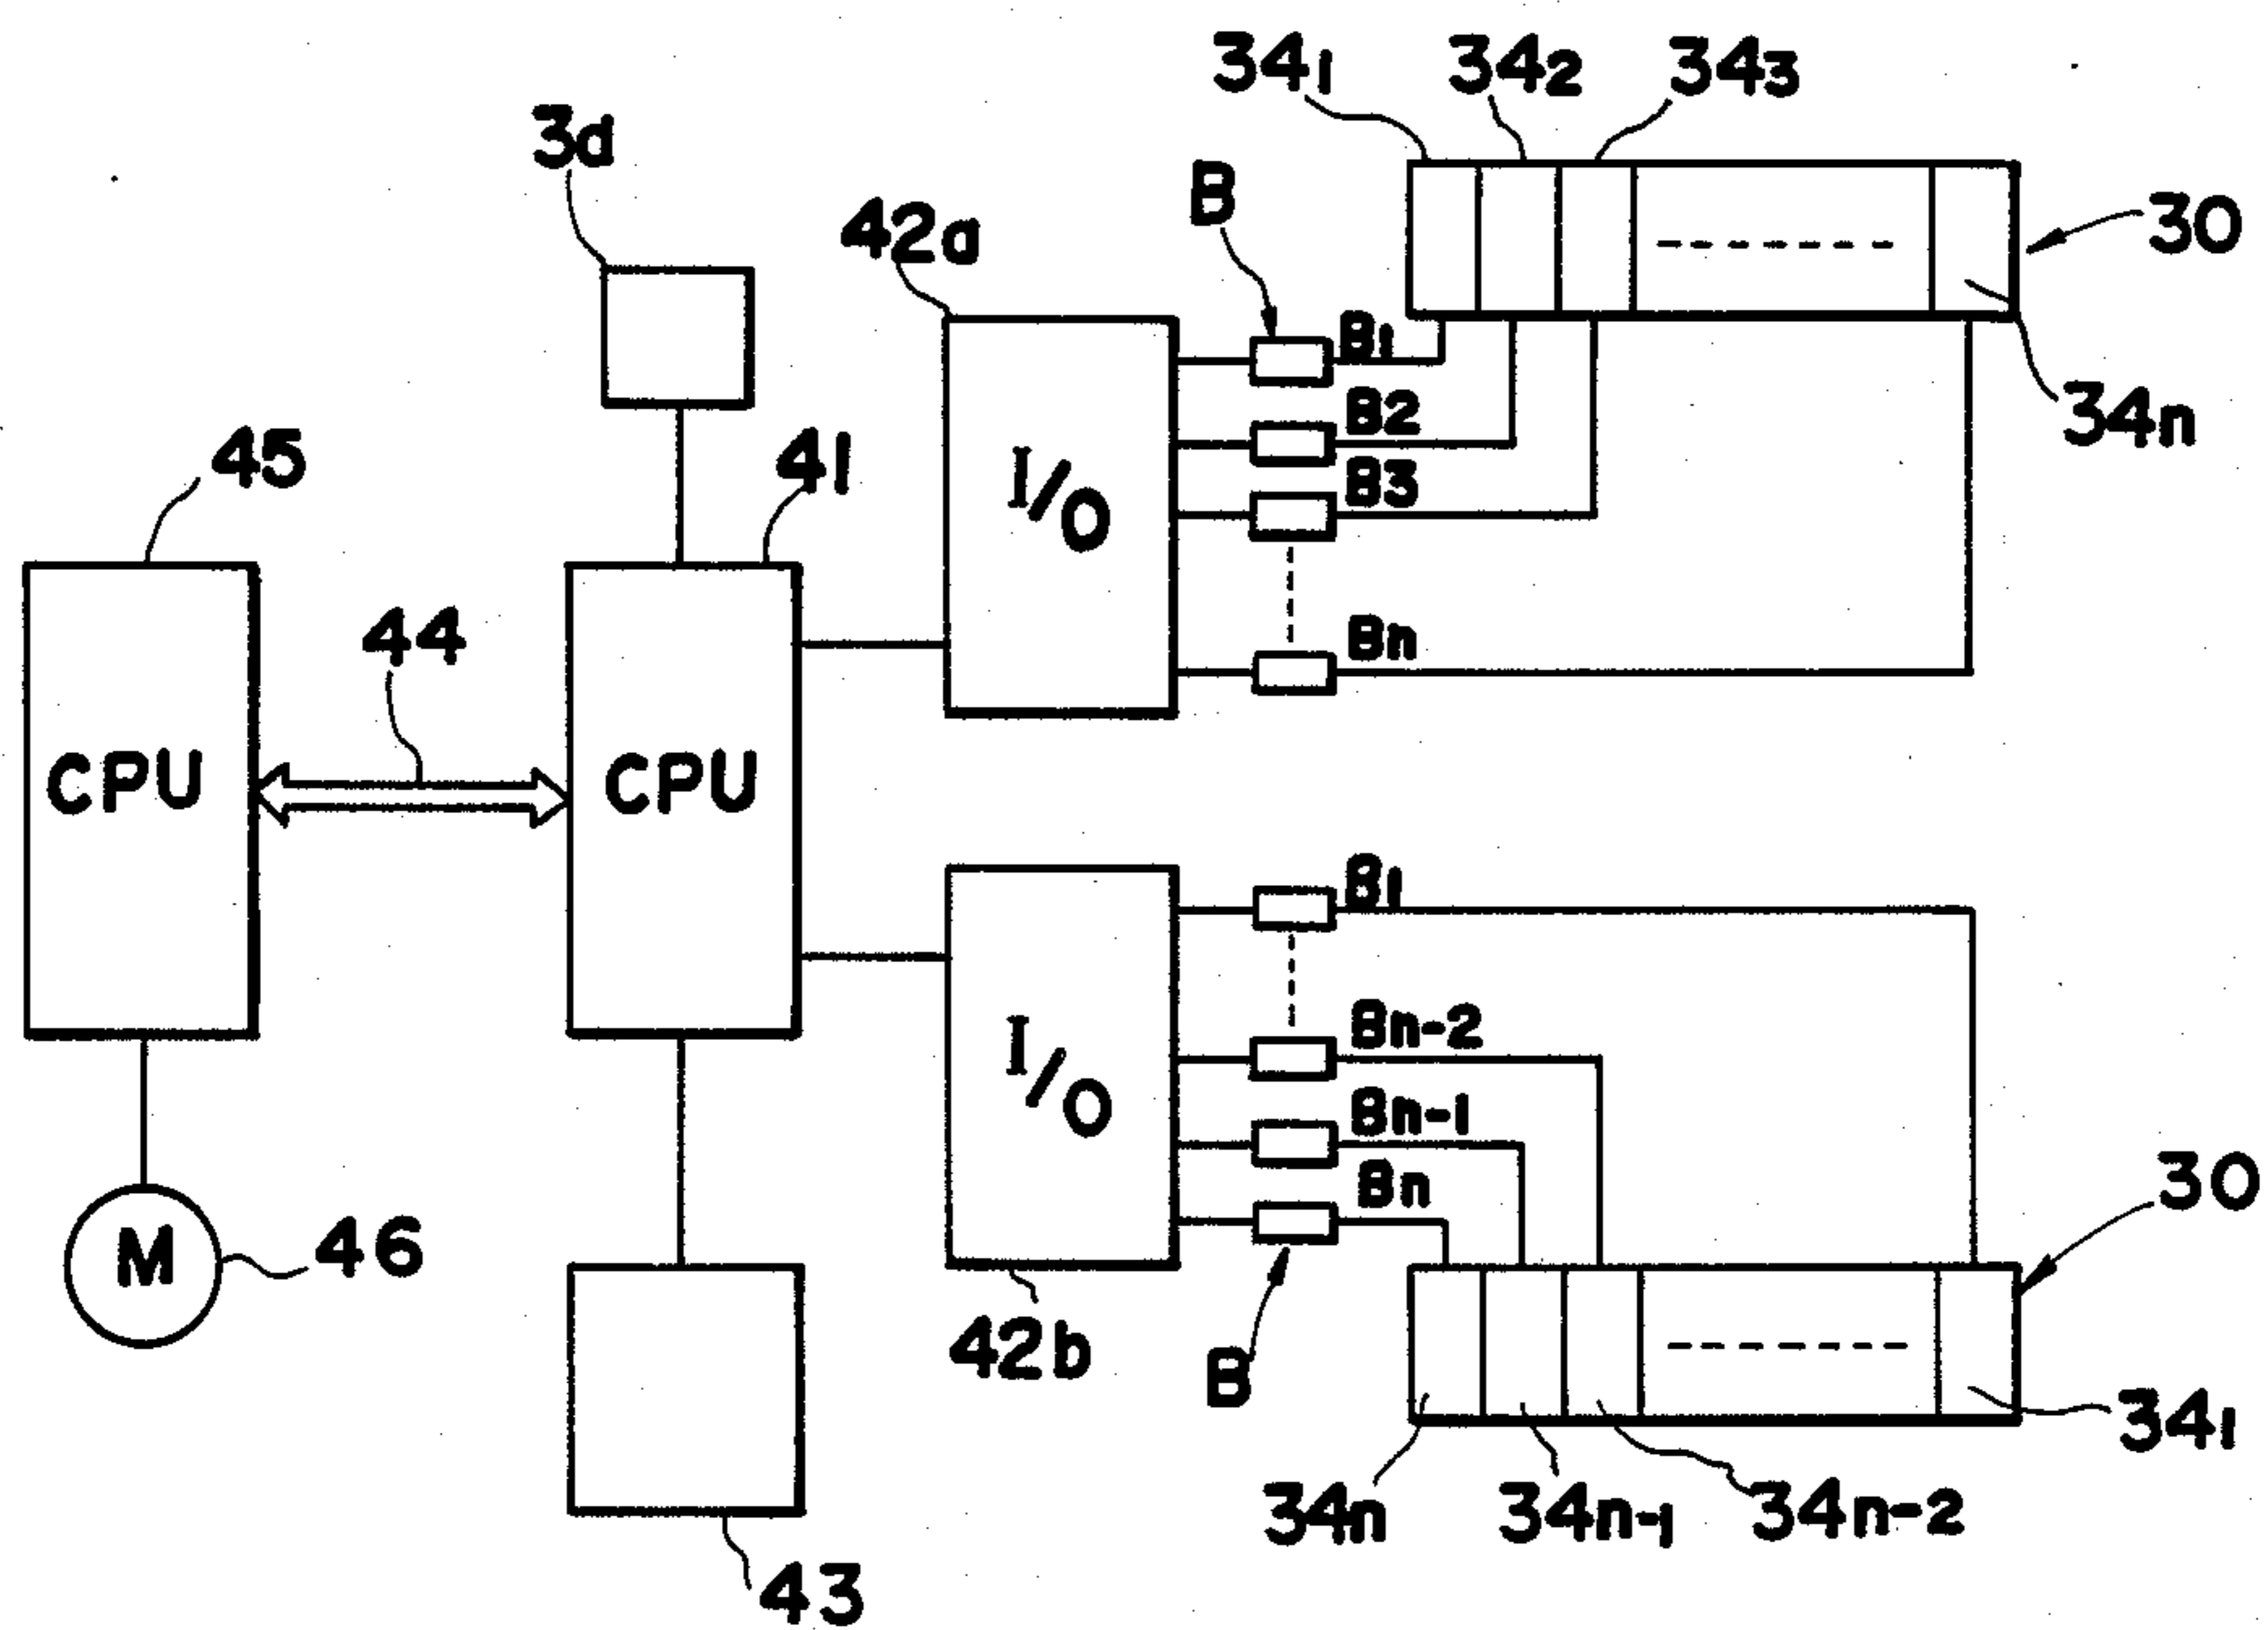 34₁ 34₂ 34₃
3d
B
42a
30
B₁
34n
B2
45
41
B3
I/O
44
Bn
CPU
CPU
B₁
Bn-2
I/O
Bn-1
Bn
30
M
46
42b
B
34₁
34n 34n-1 34n-2
43